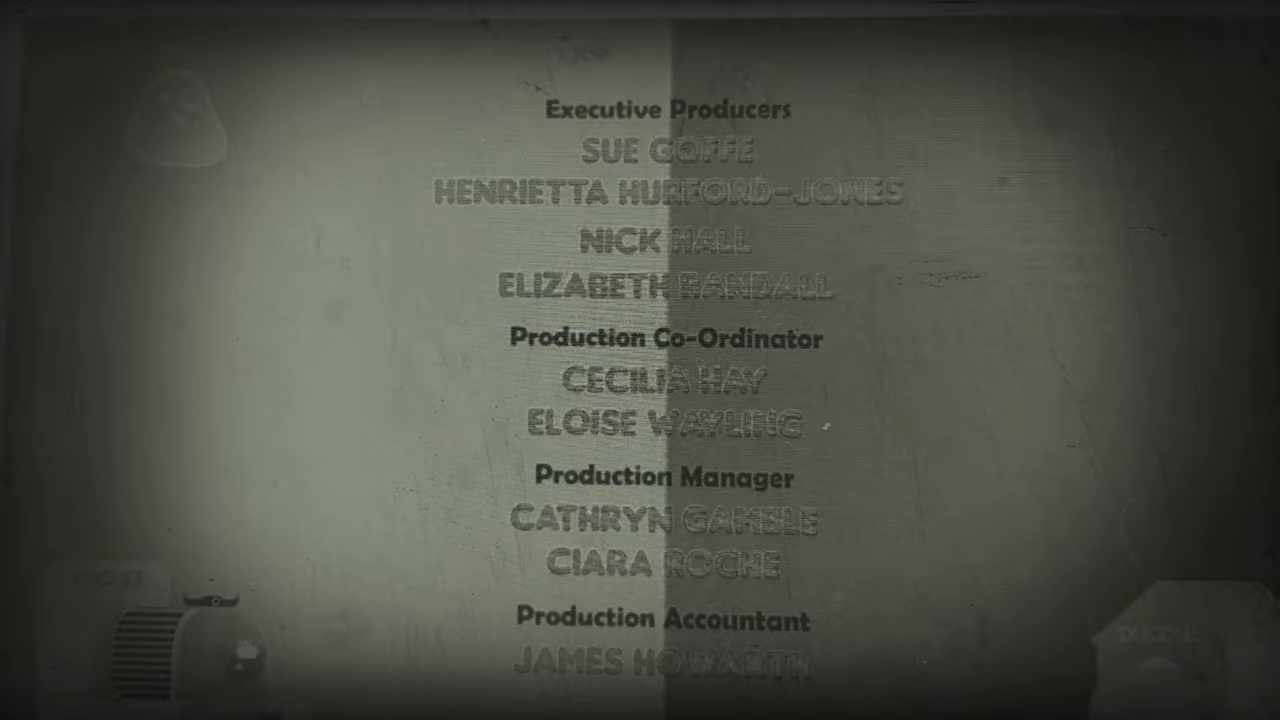 Executive Producers
SUE GOFFE
HENRIETTA HURFORD-JONES
NICK HALL
ELIZABETH RANDALL
Production Co-Ordinator
CECILIA HAY
ELOISE WAYLING
Production Manager
CATHRYN GAMBLE
CIARA ROCHE
Production Accountant
JAMES HOWARTH